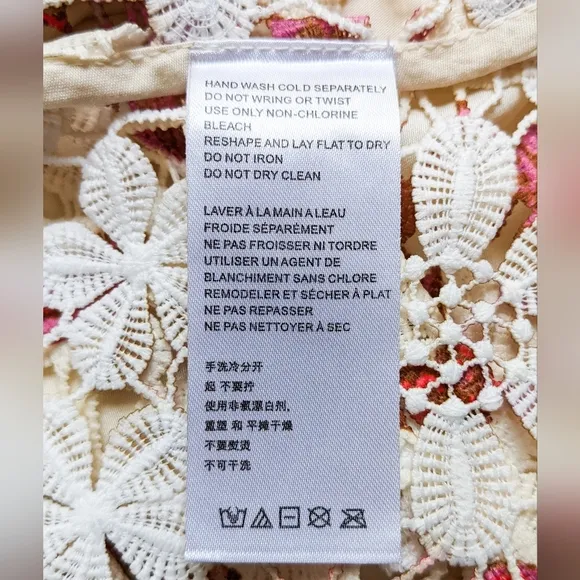 HAND WASH COLD SEPARATELY
DO NOT WRING OR TWIST
USE ONLY NON-CHLORINE
BLEACH
RESHAPE AND LAY FLAT TO DRY
DO NOT IRON
DO NOT DRY CLEAN
LAVER À LA MAIN A LEAU
FROIDE SÉPARÉMENT
NE PAS FROISSER NI TORDRE
UTILISER UN AGENT DE
BLANCHIMENT SANS CHLORE
REMODELER ET SÉCHER À PLAT
NE PAS REPASSER
NE PAS NETTOYER À SEC
手洗冷分开
起 不要拧
使用非氯漂白剂.
重塑 和 平摊干燥
不要熨烫
不可干洗